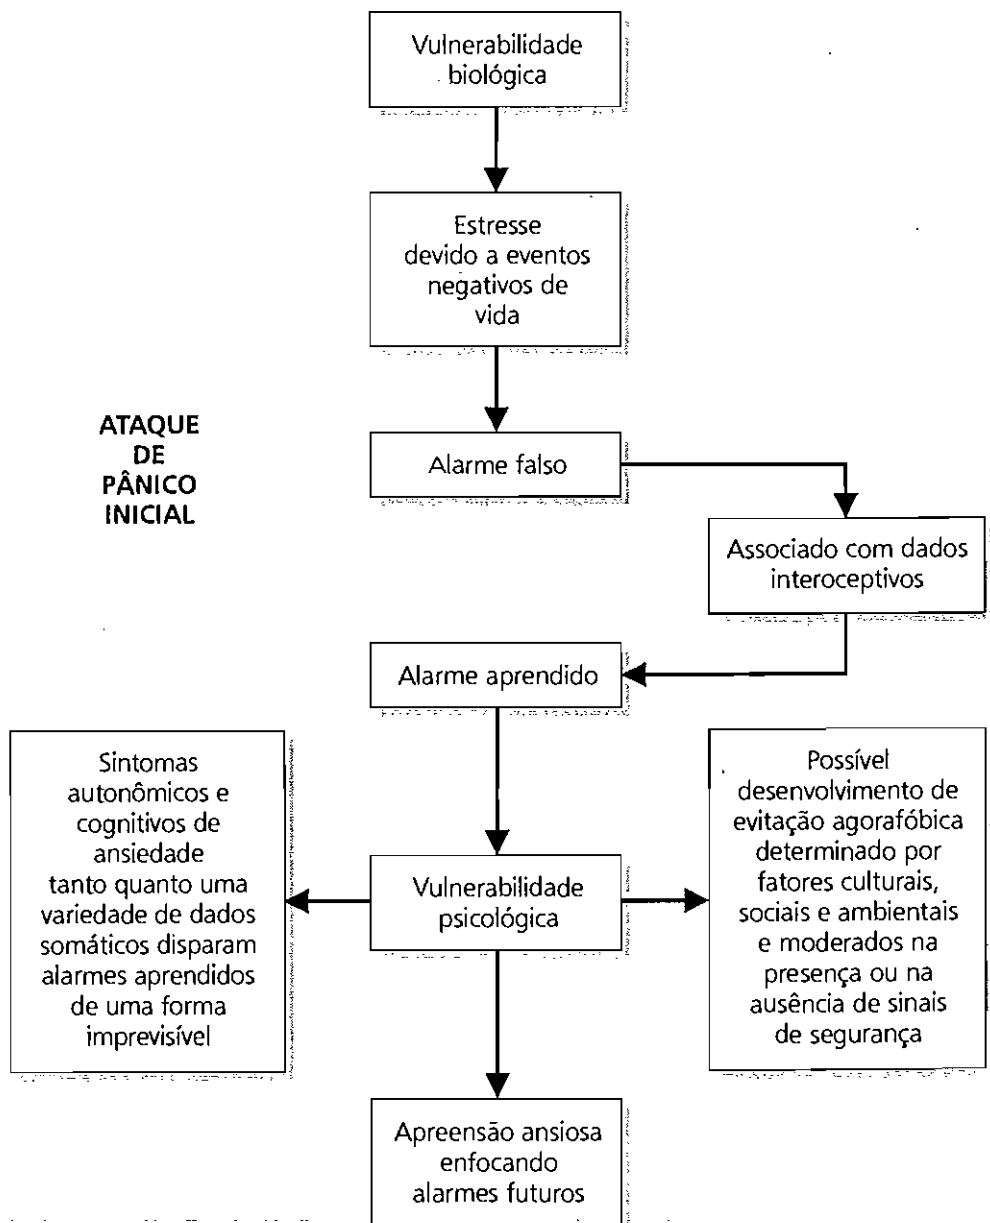 Vulnerabilidade
biológica
Estresse
devido a eventos
negativos de
vida
ATAQUE
DE
PÂNICO
INICIAL
Alarme falso
Associado com dados
interoceptivos
Alarme aprendido
Sintomas
autonômicos e
cognitivos de
ansiedade
tanto quanto uma
variedade de dados
somáticos disparam
alarmes aprendidos
de uma forma
imprevisível
Vulnerabilidade
psicológica
Possível
desenvolvimento de
evitação agorafóbica
determinado por
fatores culturais,
sociais e ambientais
e moderados na
presença ou na
ausência de sinais
de segurança
Apreensão ansiosa
enfocando
alarmes futuros